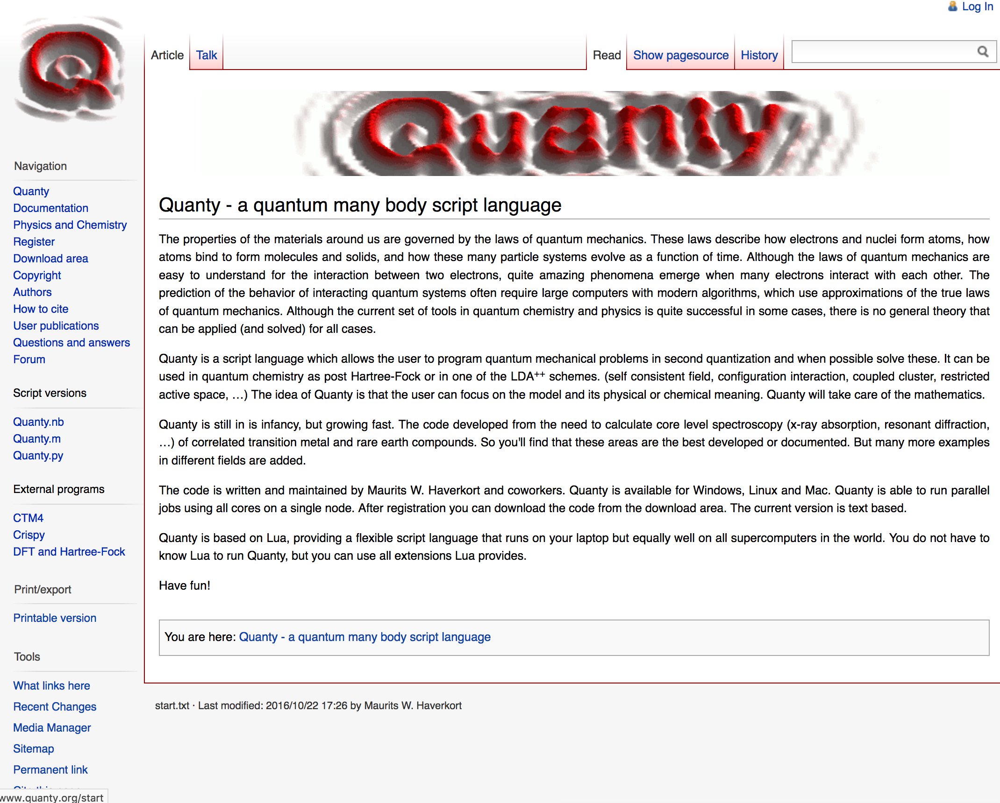 Log In
Article
Talk
Read
Show pagesource
History
Quanty
Navigation
Quanty
Documentation
Physics and Chemistry
Register
Download area
Copyright
Authors
How to cite
User publications
Questions and answers
Forum
Script versions
Quanty.nb
Quanty.m
Quanty.py
External programs
CTM4
Crispy
DFT and Hartree-Fock
Print/export
Printable version
Tools
What links here
Recent Changes
Media Manager
Sitemap
Permanent link
www.quanty.org/start
Quanty - a quantum many body script language
The properties of the materials around us are governed by the laws of quantum mechanics. These laws describe how electrons and nuclei form atoms, how
atoms bind to form molecules and solids, and how these many particle systems evolve as a function of time. Although the laws of quantum mechanics are
easy to understand for the interaction between two electrons, quite amazing phenomena emerge when many electrons interact with each other. The
prediction of the behavior of interacting quantum systems often require large computers with modern algorithms, which use approximations of the true laws
of quantum mechanics. Although the current set of tools in quantum chemistry and physics is quite successful in some cases, there is no general theory that
can be applied (and solved) for all cases.
Quanty is a script language which allows the user to program quantum mechanical problems in second quantization and when possible solve these. It can be
used in quantum chemistry as post Hartree-Fock or in one of the LDA⁺⁺ schemes. (self consistent field, configuration interaction, coupled cluster, restricted
active space, …) The idea of Quanty is that the user can focus on the model and its physical or chemical meaning. Quanty will take care of the mathematics.
Quanty is still in is infancy, but growing fast. The code developed from the need to calculate core level spectroscopy (x-ray absorption, resonant diffraction,
…) of correlated transition metal and rare earth compounds. So you'll find that these areas are the best developed or documented. But many more examples
in different fields are added.
The code is written and maintained by Maurits W. Haverkort and coworkers. Quanty is available for Windows, Linux and Mac. Quanty is able to run parallel
jobs using all cores on a single node. After registration you can download the code from the download area. The current version is text based.
Quanty is based on Lua, providing a flexible script language that runs on your laptop but equally well on all supercomputers in the world. You do not have to
know Lua to run Quanty, but you can use all extensions Lua provides.
Have fun!
You are here: Quanty - a quantum many body script language
start.txt · Last modified: 2016/10/22 17:26 by Maurits W. Haverkort